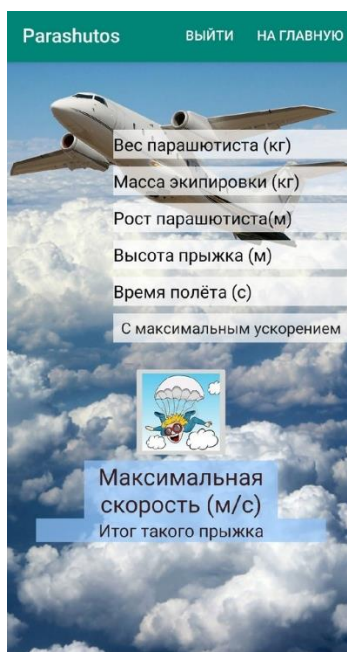 Parashutos ВЫЙТИ НА ГЛАВНУЮ
Вес парашютиста (кг)
Масса экипировки (кг)
Рост парашютиста(м)
Высота прыжка (м)
Время полёта (с)
С максимальным ускорением
Максимальная
скорость (м/с)
Итог такого прыжка